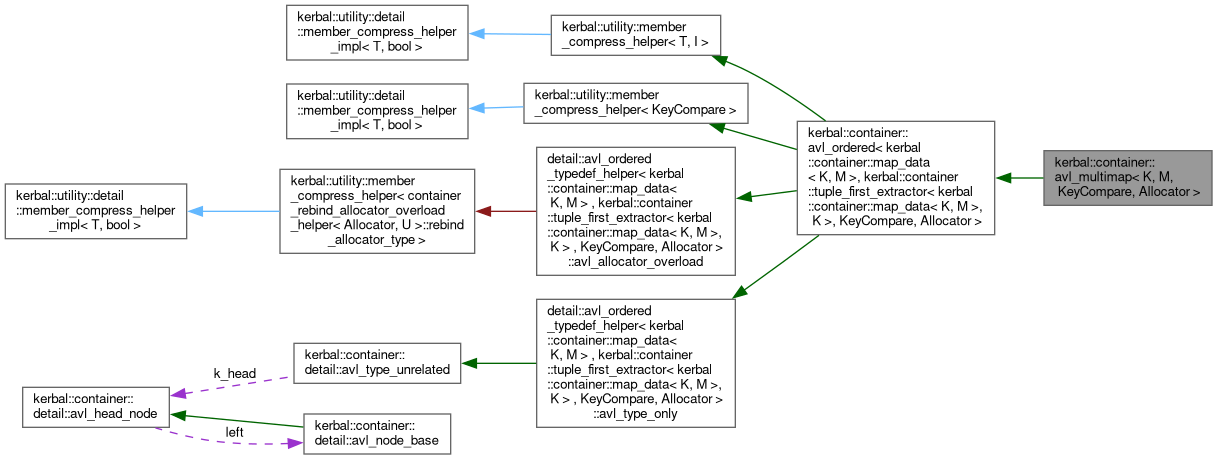 kerbal::utility::detail
::member_compress_helper
_impl< T, bool >
kerbal::utility::member
_compress_helper< T, I >
kerbal::utility::detail
::member_compress_helper
_impl< T, bool >
kerbal::utility::member
_compress_helper< KeyCompare >
kerbal::container::
avl_ordered< kerbal
::container::map_data
< K, M >, kerbal::container
::tuple_first_extractor< kerbal
::container::map_data< K, M >,
K >, KeyCompare, Allocator >
kerbal::container::
avl_multimap< K, M,
KeyCompare, Allocator >
detail::avl_ordered
_typedef_helper< kerbal
::container::map_data<
K, M > , kerbal::container
::tuple_first_extractor< kerbal
::container::map_data< K, M >,
K > , KeyCompare, Allocator >
::avl_allocator_overload
kerbal::utility::member
_compress_helper< container
_rebind_allocator_overload
_helper< Allocator, U >::rebind
_allocator_type >
kerbal::utility::detail
::member_compress_helper
_impl< T, bool >
detail::avl_ordered
_typedef_helper< kerbal
::container::map_data<
K, M > , kerbal::container
::tuple_first_extractor< kerbal
::container::map_data< K, M >,
K > , KeyCompare, Allocator >
::avl_type_only
kerbal::container::
detail::avl_type_unrelated
k_head
kerbal::container::
detail::avl_head_node
left
kerbal::container::
detail::avl_node_base